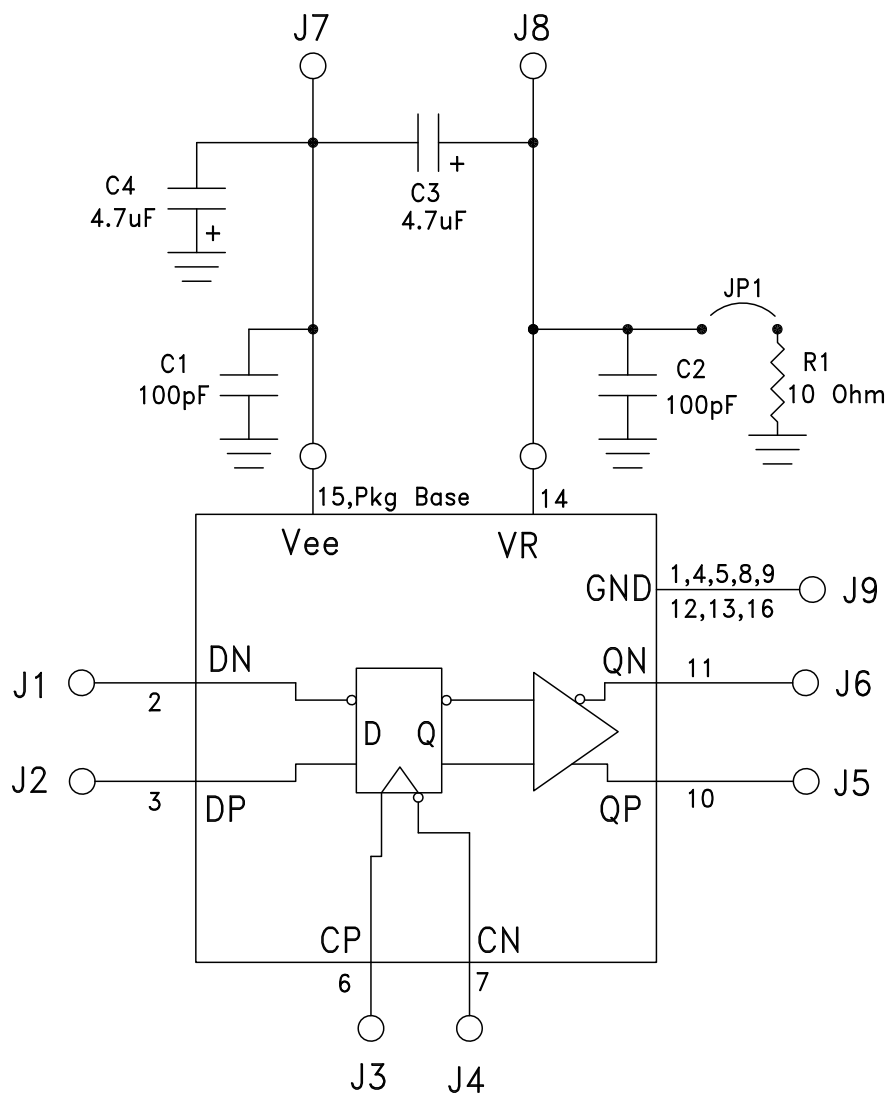 J7
J8
C4
4.7uF
+
+
C3
4.7uF
JP1
C1
100pF
C2
100pF
R1
10 Ohm
15,Pkg Base
14
Vee
VR
GND
1,4,5,8,9
12,13,16
J9
J1
DN
2
QN
11
J6
D
Q
J2
3
DP
QP
10
J5
CP
CN
6
7
J3
J4